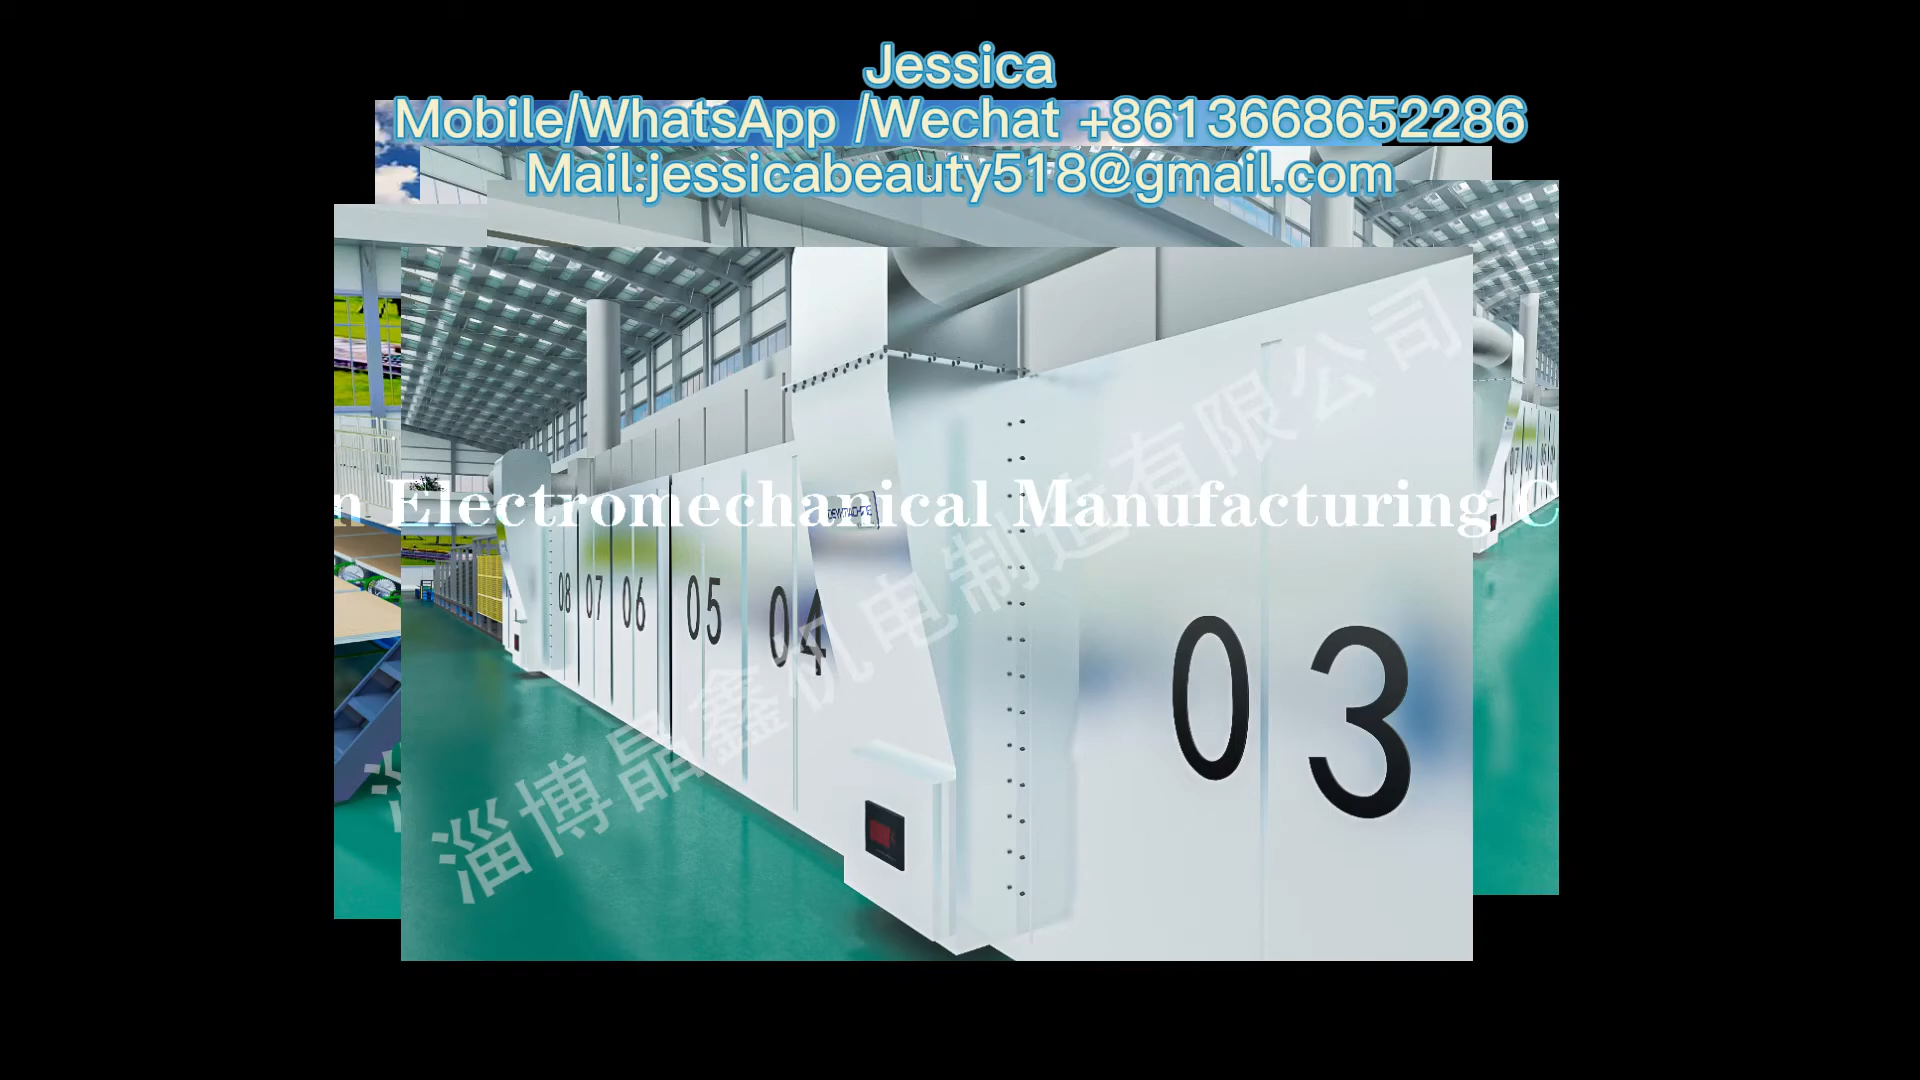 Jessica
Mobile/WhatsApp /Wechat +8613668652286
Mail:jessicabeauty518@gmail.com
n Electromechanical Manufacturing C
08 07 06 05 04 03
淄博晶鑫机电制造有限公司